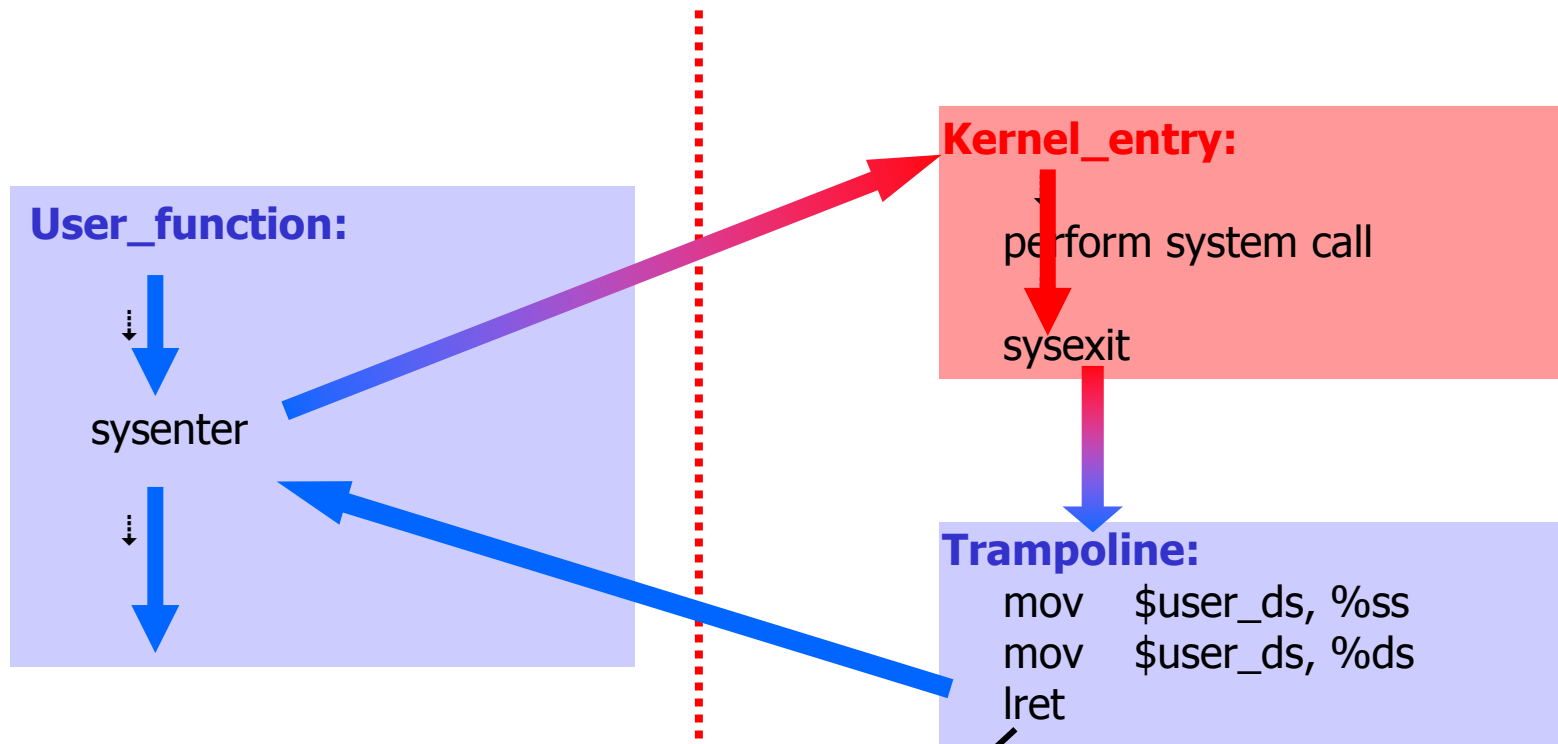 User_function:
sysenter
Kernel_entry:
perform system call
sysexit
Trampoline:
mov $user_ds, %ss
mov $user_ds, %ds
lret